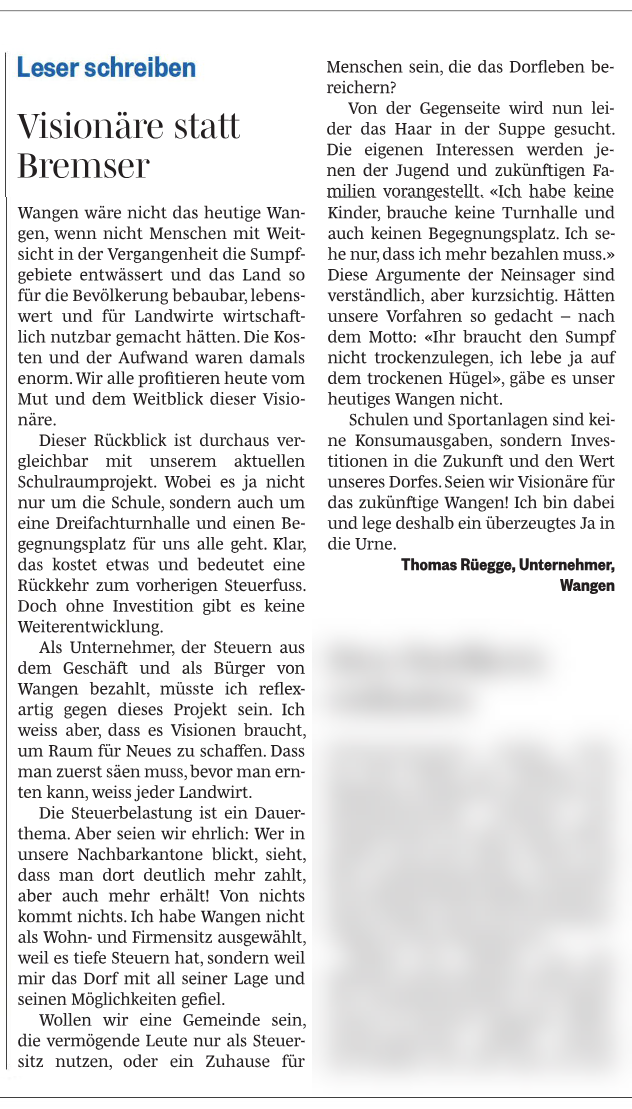 Leser schreiben
Visionäre statt
Bremser
Wangen wäre nicht das heutige Wan-
gen, wenn nicht Menschen mit Weit-
sicht in der Vergangenheit die Sumpf-
gebiete entwässert und das Land so
für die Bevölkerung bebaubar, lebens-
wert und für Landwirte wirtschaft-
lich nutzbar gemacht hätten. Die Kos-
ten und der Aufwand waren damals
enorm. Wir alle profitieren heute vom
Mut und dem Weitblick dieser Visio-
näre.
Dieser Rückblick ist durchaus ver-
gleichbar mit unserem aktuellen
Schulraumprojekt. Wobei es ja nicht
nur um die Schule, sondern auch um
eine Dreifachturnhalle und einen Be-
gegnungsplatz für uns alle geht. Klar,
das kostet etwas und bedeutet eine
Rückkehr zum vorherigen Steuerfuss.
Doch ohne Investition gibt es keine
Weiterentwicklung.
Als Unternehmer, der Steuern aus
dem Geschäft und als Bürger von
Wangen bezahlt, müsste ich reflex-
artig gegen dieses Projekt sein. Ich
weiss aber, dass es Visionen braucht,
um Raum für Neues zu schaffen. Dass
man zuerst säen muss, bevor man ern-
ten kann, weiss jeder Landwirt.
Die Steuerbelastung ist ein Dauer-
thema. Aber seien wir ehrlich: Wer in
unsere Nachbarkantone blickt, sieht,
dass man dort deutlich mehr zahlt,
aber auch mehr erhält! Von nichts
kommt nichts. Ich habe Wangen nicht
als Wohn- und Firmensitz ausgewählt,
weil es tiefe Steuern hat, sondern weil
mir das Dorf mit all seiner Lage und
seinen Möglichkeiten gefiel.
Wollen wir eine Gemeinde sein,
die vermögende Leute nur als Steuer-
sitz nutzen, oder ein Zuhause für
Menschen sein, die das Dorfleben be-
reichern?
Von der Gegenseite wird nun lei-
der das Haar in der Suppe gesucht.
Die eigenen Interessen werden je-
nen der Jugend und zukünftigen Fa-
milien vorangestellt. «Ich habe keine
Kinder, brauche keine Turnhalle und
auch keinen Begegnungsplatz. Ich se-
he nur, dass ich mehr bezahlen muss.»
Diese Argumente der Neinsager sind
verständlich, aber kurzsichtig. Hätten
unsere Vorfahren so gedacht – nach
dem Motto: «Ihr braucht den Sumpf
nicht trockenzulegen, ich lebe ja auf
dem trockenen Hügel», gäbe es unser
heutiges Wangen nicht.
Schulen und Sportanlagen sind kei-
ne Konsumausgaben, sondern Inves-
titionen in die Zukunft und den Wert
unseres Dorfes. Seien wir Visionäre für
das zukünftige Wangen! Ich bin dabei
und lege deshalb ein überzeugtes Ja in
die Urne.
Thomas Rüegge, Unternehmer,
Wangen